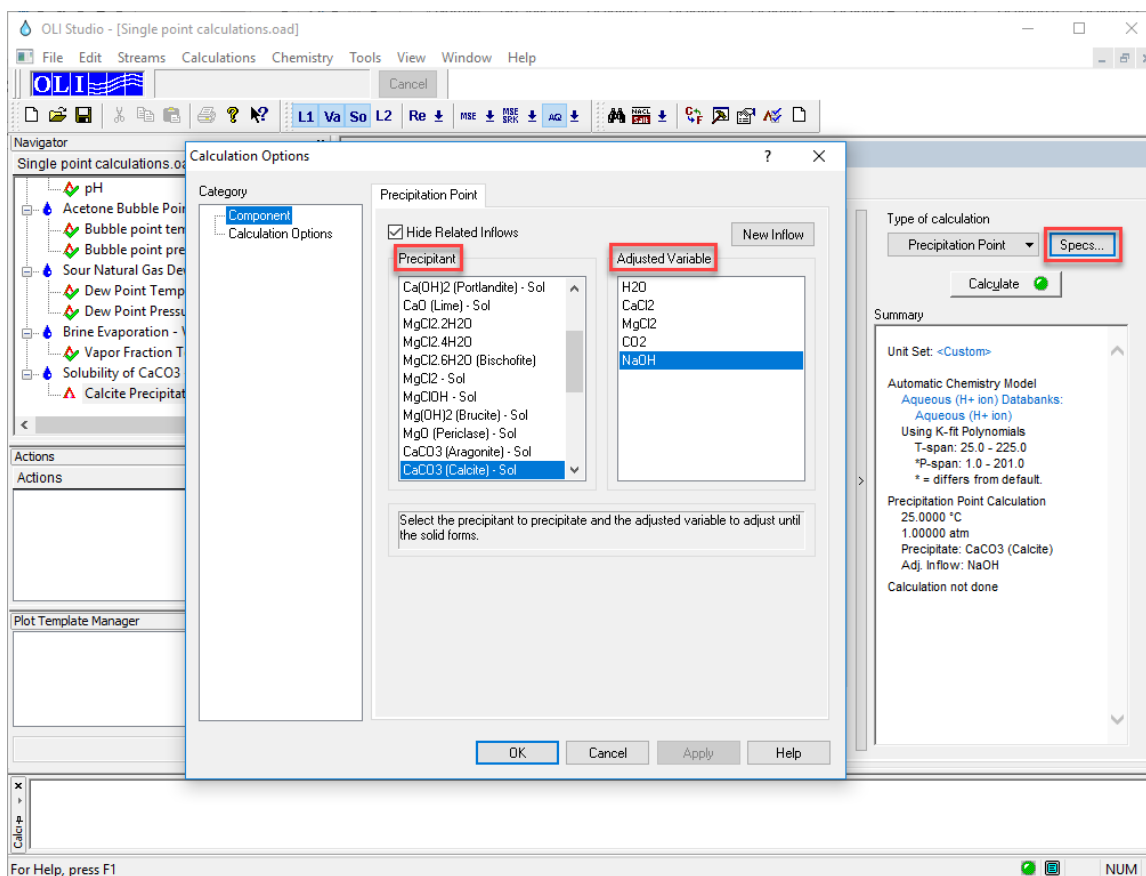 OLI Studio - [Single point calculations.oad]
File Edit Streams Calculations Chemistry Tools View Window Help
OLI
Cancel
L1 Va So L2 Re MSE MSE SRK AQ NACL Salt
Navigator
Single point calculations.oa
pH
Acetone Bubble Poin
Bubble point tem
Bubble point pre
Sour Natural Gas De
Dew Point Temp
Dew Point Pressu
Brine Evaporation - V
Vapor Fraction T
Solubility of CaCO3
Calcite Precipitat
Actions
Actions
Plot Template Manager
Calculation Options
?
Category
Component
Calculation Options
Precipitation Point
Hide Related Inflows
New Inflow
Precipitant
Ca(OH)2 (Portlandite) - Sol
CaO (Lime) - Sol
MgCl2.2H2O
MgCl2.4H2O
MgCl2.6H2O (Bischofite)
MgCl2 - Sol
MgClOH - Sol
Mg(OH)2 (Brucite) - Sol
MgO (Periclase) - Sol
CaCO3 (Aragonite) - Sol
CaCO3 (Calcite) - Sol
Adjusted Variable
H2O
CaCl2
MgCl2
CO2
NaOH
Select the precipitant to precipitate and the adjusted variable to adjust until
the solid forms.
OK
Cancel
Apply
Help
Type of calculation
Precipitation Point
Specs...
Calculate
Summary
Unit Set: <Custom>
Automatic Chemistry Model
Aqueous (H+ ion) Databanks:
Aqueous (H+ ion)
Using K-fit Polynomials
T-span: 25.0 - 225.0
*P-span: 1.0 - 201.0
* = differs from default.
Precipitation Point Calculation
25.0000 °C
1.00000 atm
Precipitate: CaCO3 (Calcite)
Adj. Inflow: NaOH
Calculation not done
For Help, press F1
NUM